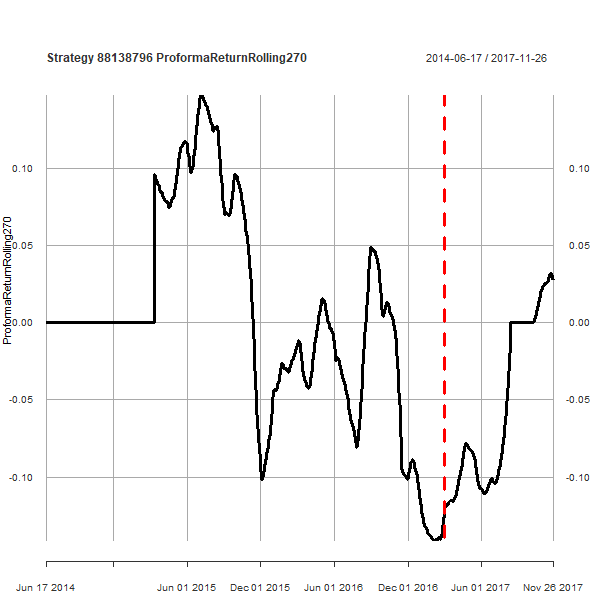 Strategy 88138796 ProformaReturnRolling270
2014-06-17 / 2017-11-26
0.10 0.10
0.05 0.05
ProformaReturnRolling270
0.00 0.00
-0.05 -0.05
-0.10 -0.10
Jun 17 2014 Jun 01 2015 Dec 01 2015 Jun 01 2016 Dec 01 2016 Jun 01 2017 Nov 26 2017